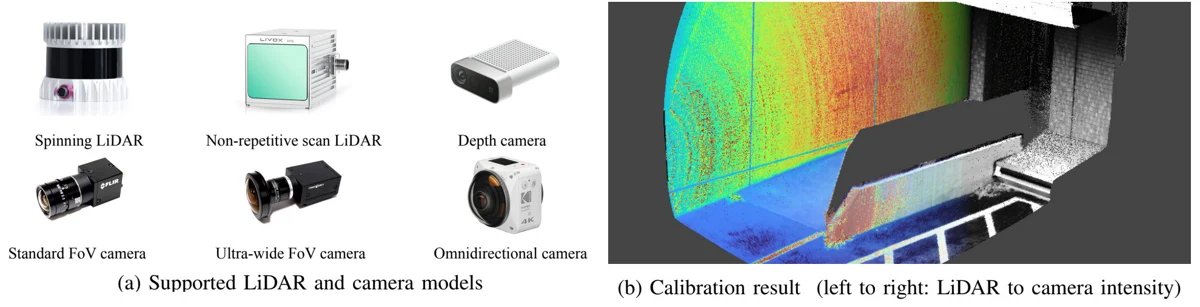 LIVOX
Spinning LiDAR
Non-repetitive scan LiDAR
Depth camera
FLIR
KODAK
4K
Standard FoV camera
Ultra-wide FoV camera
Omnidirectional camera
(a) Supported LiDAR and camera models
(b) Calibration result (left to right: LiDAR to camera intensity)